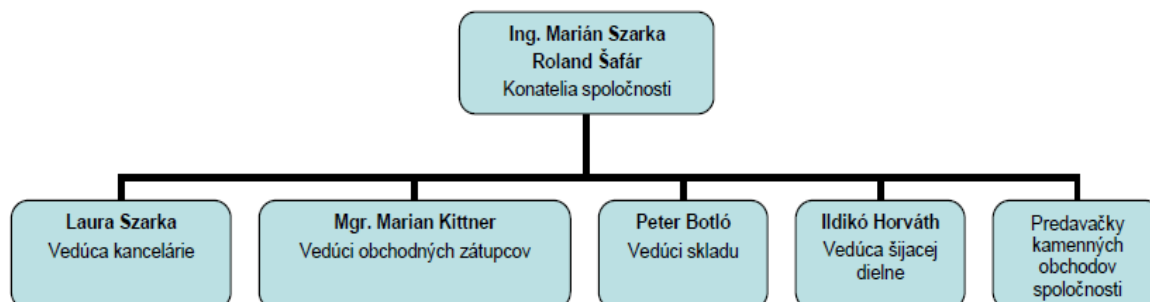 Ing. Marián Szarka
Roland Šafár
Konatelia spoločnosti
Laura Szarka
Vedúca kancelárie
Mgr. Marian Kittner
Vedúci obchodných zátupcov
Peter Botló
Vedúci skladu
Ildikó Horváth
Vedúca šijacej
dielne
Predavačky
kamenných
obchodov
spoločnosti